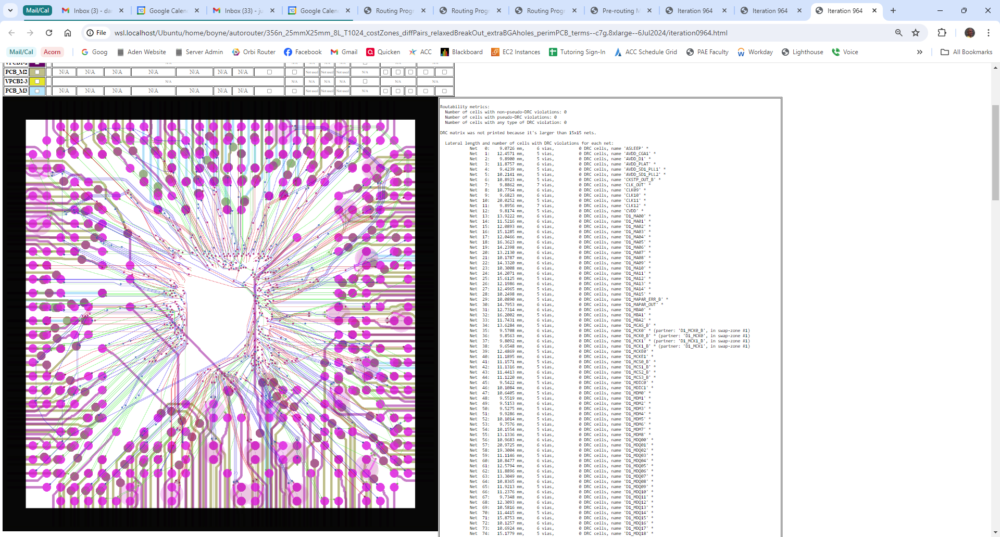 Mail/Cal
Inbox (3) - da
Google Calen
Inbox (33) - ju
Google Calen
Routing Prog
Routing Prog
Routing Prog
Pre-routing M
Iteration 964
Iteration 964
Iteration 964
File
wsl.localhost/Ubuntu/home/boyne/autorouter/356n_25mmX25mm_8L_T1024_costZones_diffPairs_relaxedBreakOut_extraBGAholes_perimPCB_terms--c7g.8xlarge--6Jul2024/iteration0964.html
Mail/Cal Acorn Goog Aden Website Server Admin Orbi Router Facebook Gmail Quicken ACC Blackboard EC2 Instances Tutoring Sign-In ACC Schedule Grid PAE Faculty Workday Lighthouse Voice » All Bookmarks
PCB_M2 N/A N/A N/A N/A N/A N/A N/A Not used Not used Not used N/A
VPCB2-3 N/A N/A N/A N/A N/A N/A N/A
PCB_M3 N/A N/A N/A N/A N/A N/A N/A Not used Not used Not used N/A
Routability metrics:
Number of cells with non-pseudo-DRC violations: 0
Number of cells with pseudo-DRC violations: 0
Number of cells with any type of DRC violation: 0
DRC matrix was not printed because it's larger than 15x15 nets.
Lateral length and number of cells with DRC violations for each net:
Net 0: 9.0726 mm, 6 vias, 0 DRC cells, name 'ASLEEP' *
Net 1: 12.4571 mm, 5 vias, 0 DRC cells, name 'AVDD_CGA1' *
Net 2: 9.8900 mm, 5 vias, 0 DRC cells, name 'AVDD_D1' *
Net 3: 11.8757 mm, 6 vias, 0 DRC cells, name 'AVDD_PLAT' *
Net 4: 9.4239 mm, 5 vias, 0 DRC cells, name 'AVDD_SD1_PLL1' *
Net 5: 10.2141 mm, 5 vias, 0 DRC cells, name 'AVDD_SD1_PLL2' *
Net 6: 10.8923 mm, 5 vias, 0 DRC cells, name 'CKSTP_OUT_B' *
Net 7: 9.8862 mm, 7 vias, 0 DRC cells, name 'CLK_OUT' *
Net 8: 10.7764 mm, 6 vias, 0 DRC cells, name 'CLK09' *
Net 9: 9.6823 mm, 6 vias, 0 DRC cells, name 'CLK10' *
Net 10: 20.0252 mm, 5 vias, 0 DRC cells, name 'CLK11' *
Net 11: 9.8956 mm, 7 vias, 0 DRC cells, name 'CLK12' *
Net 12: 9.8174 mm, 5 vias, 0 DRC cells, name 'CVDD' *
Net 13: 13.9222 mm, 6 vias, 0 DRC cells, name 'D1_MA00' *
Net 14: 11.5216 mm, 6 vias, 0 DRC cells, name 'D1_MA01' *
Net 15: 12.0893 mm, 6 vias, 0 DRC cells, name 'D1_MA02' *
Net 16: 15.1285 mm, 6 vias, 0 DRC cells, name 'D1_MA03' *
Net 17: 12.0466 mm, 6 vias, 0 DRC cells, name 'D1_MA04' *
Net 18: 16.3623 mm, 6 vias, 0 DRC cells, name 'D1_MA05' *
Net 19: 14.2398 mm, 5 vias, 0 DRC cells, name 'D1_MA06' *
Net 20: 13.2130 mm, 6 vias, 0 DRC cells, name 'D1_MA07' *
Net 21: 10.1787 mm, 6 vias, 0 DRC cells, name 'D1_MA08' *
Net 22: 14.3320 mm, 5 vias, 0 DRC cells, name 'D1_MA09' *
Net 23: 10.3008 mm, 6 vias, 0 DRC cells, name 'D1_MA10' *
Net 24: 14.2071 mm, 6 vias, 0 DRC cells, name 'D1_MA11' *
Net 25: 15.6125 mm, 5 vias, 0 DRC cells, name 'D1_MA12' *
Net 26: 12.1986 mm, 6 vias, 0 DRC cells, name 'D1_MA13' *
Net 27: 12.4965 mm, 5 vias, 0 DRC cells, name 'D1_MA14' *
Net 28: 10.2498 mm, 5 vias, 0 DRC cells, name 'D1_MA15' *
Net 29: 10.0890 mm, 5 vias, 0 DRC cells, name 'D1_MAPAR_ERR_B' *
Net 30: 14.7953 mm, 6 vias, 0 DRC cells, name 'D1_MAPAR_OUT' *
Net 31: 12.7314 mm, 6 vias, 0 DRC cells, name 'D1_MBA0' *
Net 32: 16.2002 mm, 5 vias, 0 DRC cells, name 'D1_MBA1' *
Net 33: 11.7431 mm, 6 vias, 0 DRC cells, name 'D1_MBA2' *
Net 34: 13.6284 mm, 5 vias, 0 DRC cells, name 'D1_MCAS_B' *
Net 35: 9.5708 mm, 6 vias, 0 DRC cells, name 'D1_MCK0' * (partner: 'D1_MCK0_B', in swap-zone #1)
Net 36: 9.8563 mm, 6 vias, 0 DRC cells, name 'D1_MCK0_B' * (partner: 'D1_MCK0', in swap-zone #1)
Net 37: 9.8092 mm, 6 vias, 0 DRC cells, name 'D1_MCK1' * (partner: 'D1_MCK1_B', in swap-zone #1)
Net 38: 9.6548 mm, 6 vias, 0 DRC cells, name 'D1_MCK1_B' * (partner: 'D1_MCK1', in swap-zone #1)
Net 39: 12.4869 mm, 6 vias, 0 DRC cells, name 'D1_MCKE0' *
Net 40: 11.1895 mm, 5 vias, 0 DRC cells, name 'D1_MCKE1' *
Net 41: 11.1571 mm, 5 vias, 0 DRC cells, name 'D1_MCS0_B' *
Net 42: 11.1316 mm, 5 vias, 0 DRC cells, name 'D1_MCS1_B' *
Net 43: 11.4413 mm, 5 vias, 0 DRC cells, name 'D1_MCS2_B' *
Net 44: 11.1220 mm, 5 vias, 0 DRC cells, name 'D1_MCS3_B' *
Net 45: 9.5422 mm, 5 vias, 0 DRC cells, name 'D1_MDIC0' *
Net 46: 10.1084 mm, 5 vias, 0 DRC cells, name 'D1_MDIC1' *
Net 47: 10.6405 mm, 5 vias, 0 DRC cells, name 'D1_MDM0' *
Net 48: 9.5519 mm, 5 vias, 0 DRC cells, name 'D1_MDM1' *
Net 49: 9.5153 mm, 5 vias, 0 DRC cells, name 'D1_MDM2' *
Net 50: 9.5275 mm, 5 vias, 0 DRC cells, name 'D1_MDM3' *
Net 51: 9.9286 mm, 5 vias, 0 DRC cells, name 'D1_MDM4' *
Net 52: 10.1014 mm, 5 vias, 0 DRC cells, name 'D1_MDM5' *
Net 53: 9.7576 mm, 5 vias, 0 DRC cells, name 'D1_MDM6' *
Net 54: 10.1554 mm, 5 vias, 0 DRC cells, name 'D1_MDM7' *
Net 55: 13.1336 mm, 5 vias, 0 DRC cells, name 'D1_MDM8' *
Net 56: 10.9683 mm, 6 vias, 0 DRC cells, name 'D1_MDQ00' *
Net 57: 20.9725 mm, 6 vias, 0 DRC cells, name 'D1_MDQ01' *
Net 58: 19.3004 mm, 5 vias, 0 DRC cells, name 'D1_MDQ02' *
Net 59: 11.1146 mm, 5 vias, 0 DRC cells, name 'D1_MDQ03' *
Net 60: 10.8477 mm, 6 vias, 0 DRC cells, name 'D1_MDQ04' *
Net 61: 12.5794 mm, 6 vias, 0 DRC cells, name 'D1_MDQ05' *
Net 62: 11.8896 mm, 5 vias, 0 DRC cells, name 'D1_MDQ06' *
Net 63: 13.3049 mm, 5 vias, 0 DRC cells, name 'D1_MDQ07' *
Net 64: 10.8365 mm, 5 vias, 0 DRC cells, name 'D1_MDQ08' *
Net 65: 11.9213 mm, 5 vias, 0 DRC cells, name 'D1_MDQ09' *
Net 66: 11.2376 mm, 6 vias, 0 DRC cells, name 'D1_MDQ10' *
Net 67: 9.7348 mm, 5 vias, 0 DRC cells, name 'D1_MDQ11' *
Net 68: 12.3093 mm, 5 vias, 0 DRC cells, name 'D1_MDQ12' *
Net 69: 10.5816 mm, 6 vias, 0 DRC cells, name 'D1_MDQ13' *
Net 70: 11.4415 mm, 5 vias, 0 DRC cells, name 'D1_MDQ14' *
Net 71: 15.8753 mm, 6 vias, 0 DRC cells, name 'D1_MDQ15' *
Net 72: 10.1257 mm, 6 vias, 0 DRC cells, name 'D1_MDQ16' *
Net 73: 10.6924 mm, 6 vias, 0 DRC cells, name 'D1_MDQ17' *
Net 74: 15.1779 mm, 5 vias, 0 DRC cells, name 'D1_MDQ18' *